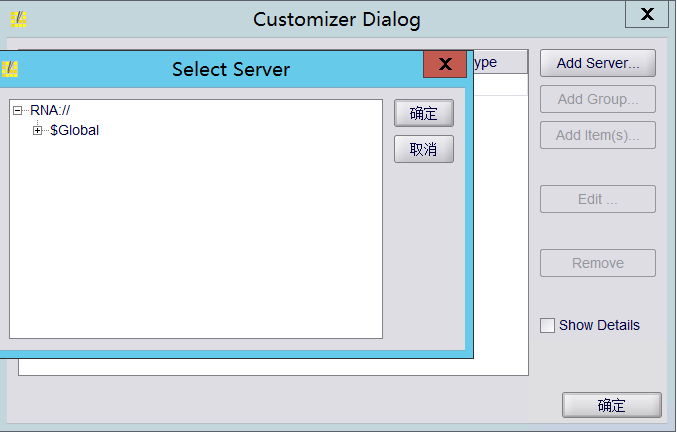 Customizer Dialog
X
Select Server
X
ype
Add Server...
RNA://
确定
Add Group...
$Global
取消
Add Item(s)...
Edit ...
Remove
Show Details
确定